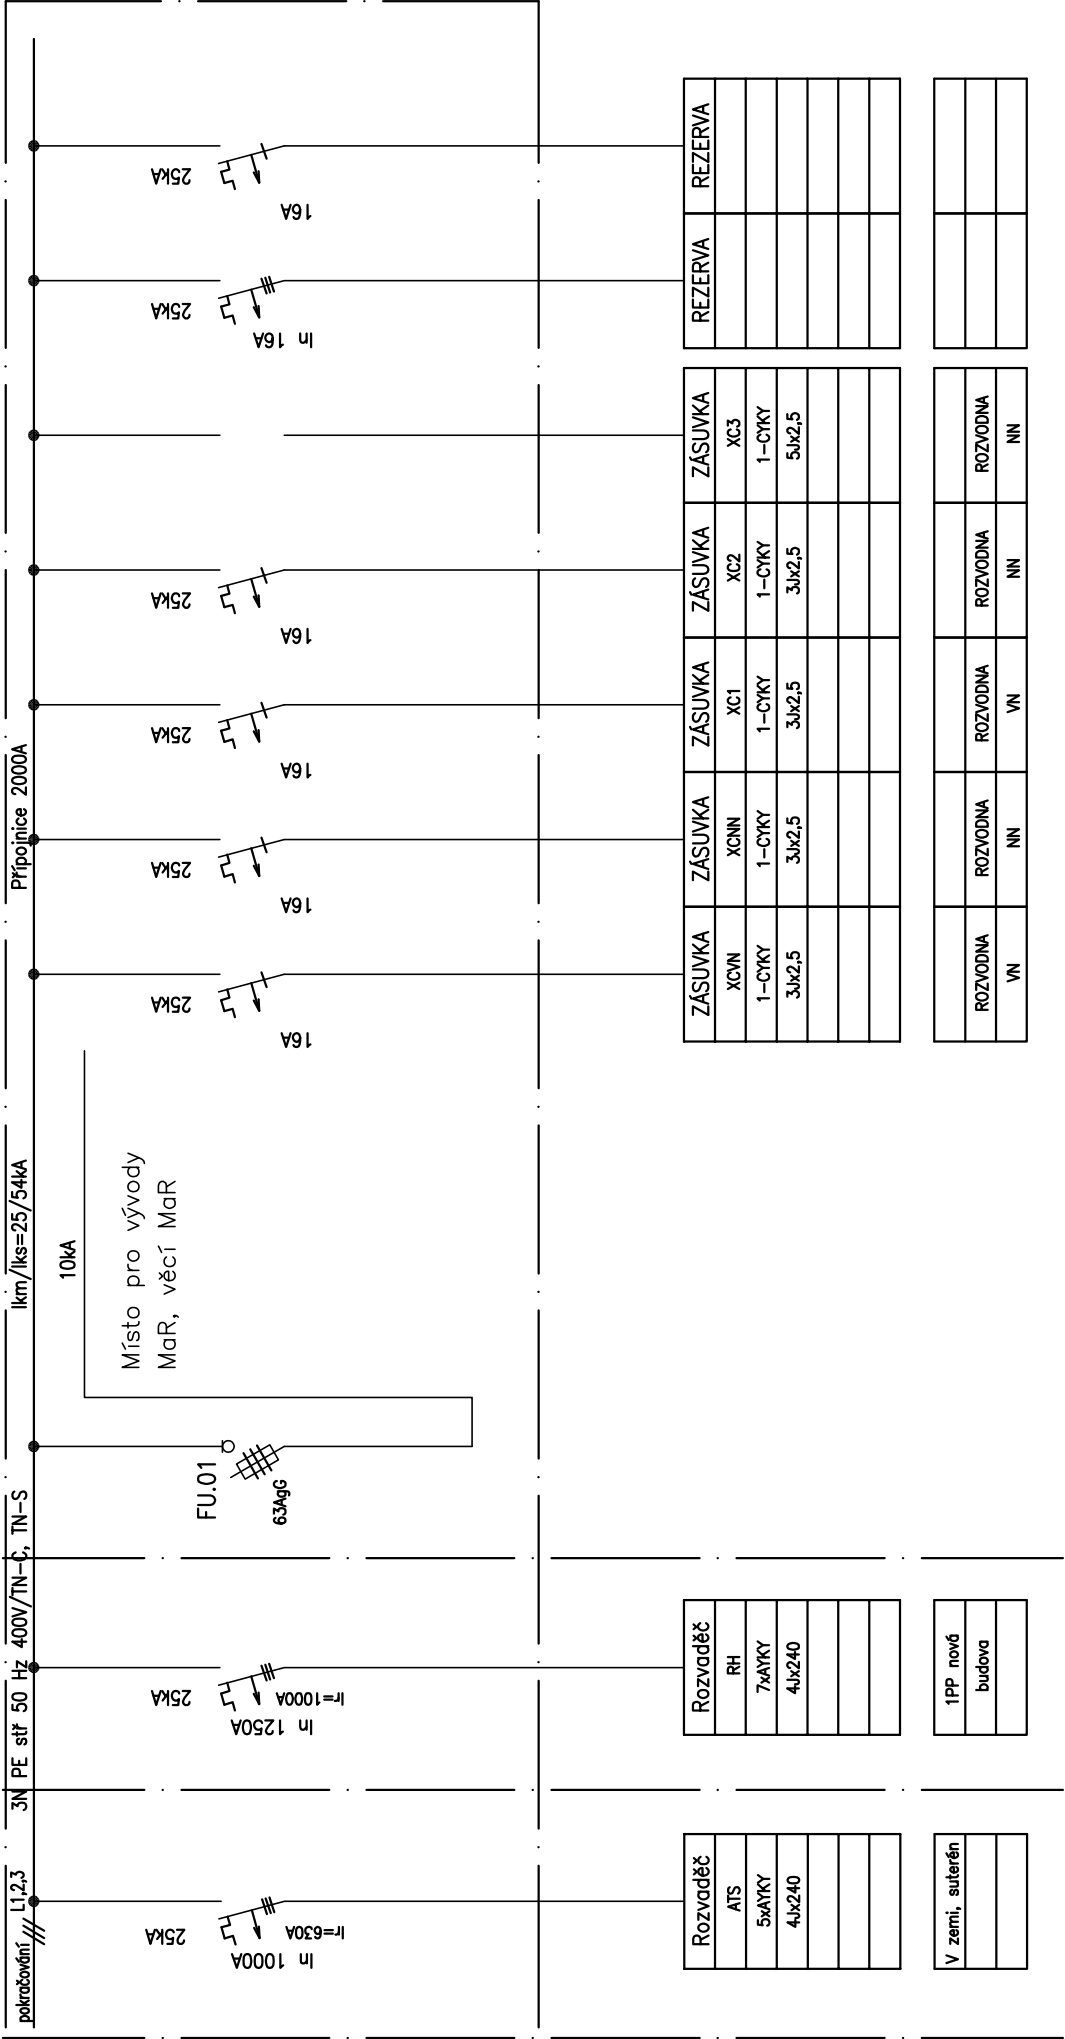 pokračování
L1,2,3
3N PE stř 50 Hz 400V/TN-C, TN-S
Ikm/Iks=25/54kA
Přípojnice 2000A
25kA
Ir=630A
In 1000A
25kA
Ir=1000A
In 1250A
FU.01
63AgG
10kA
Místo pro vývody
MaR, věcí MaR
25kA
16A
25kA
16A
25kA
16A
25kA
16A
25kA
In 16A
25kA
16A
Rozvaděč
ATS
5xAYKY
4Jx240
V zemi, suterén
Rozvaděč
RH
7xAYKY
4Jx240
1PP nová
budova
ZÁSUVKA
XCVN
1-CYKY
3Jx2,5
ROZVODNA
VN
ZÁSUVKA
XCNN
1-CYKY
3Jx2,5
ROZVODNA
NN
ZÁSUVKA
XC1
1-CYKY
3Jx2,5
ROZVODNA
VN
ZÁSUVKA
XC2
1-CYKY
3Jx2,5
ROZVODNA
NN
ZÁSUVKA
XC3
1-CYKY
5Jx2,5
ROZVODNA
NN
REZERVA
REZERVA